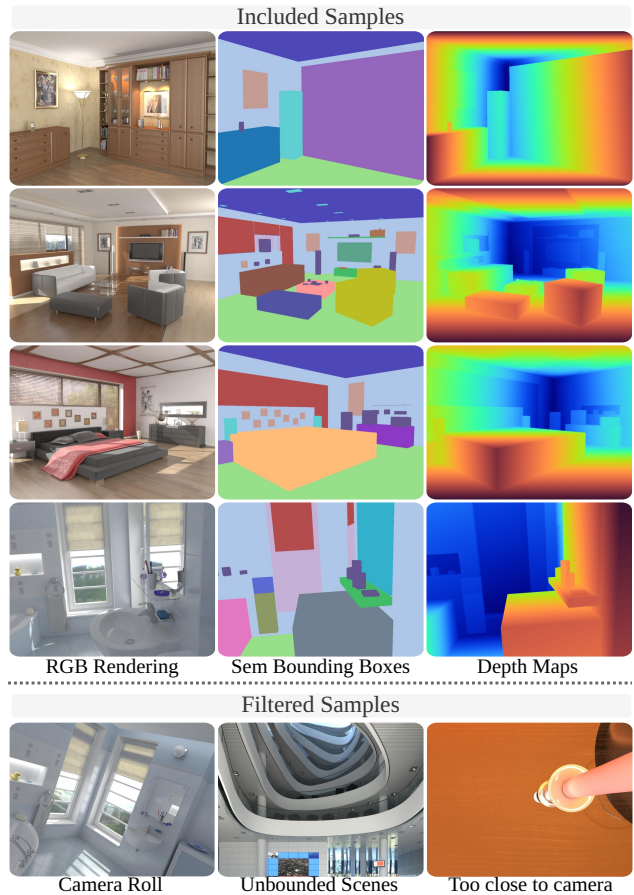 Included Samples
RGB Rendering
Sem Bounding Boxes
Depth Maps
Filtered Samples
Camera Roll
Unbounded Scenes
Too close to camera